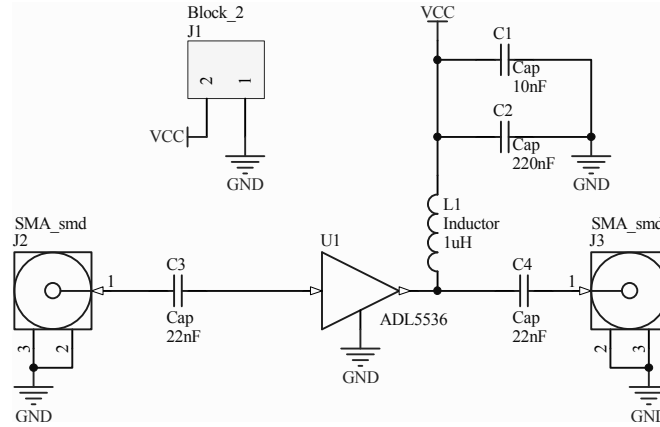 Block_2
J1
2
1
VCC
GND
VCC
C1
Cap
10nF
C2
Cap
220nF
GND
L1
Inductor
1uH
SMA_smd
J2
1
3
2
GND
C3
Cap
22nF
U1
ADL5536
GND
C4
Cap
22nF
SMA_smd
J3
1
2
3
GND